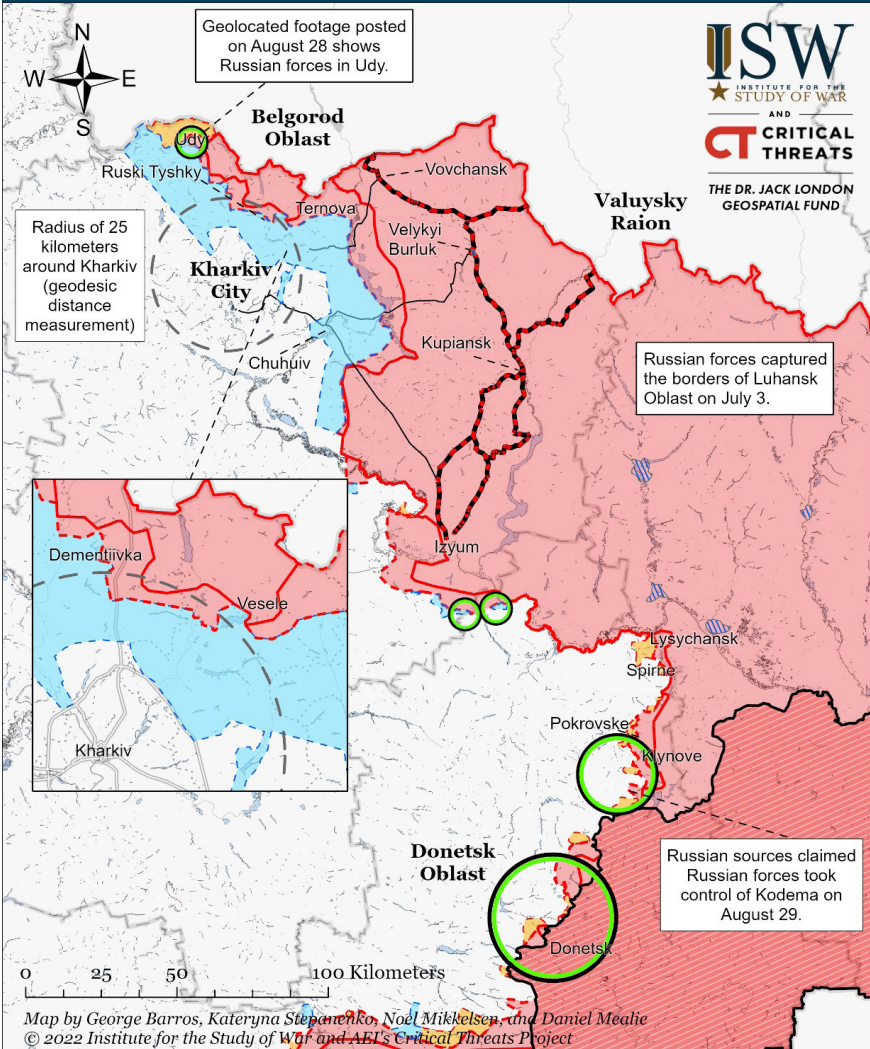 Geolocated footage posted
on August 28 shows
Russian forces in Udy.
N
W
E
S
ISW
INSTITUTE FOR THE
STUDY OF WAR
AND
CT CRITICAL
THREATS
THE DR. JACK LONDON
GEOSPATIAL FUND
Belgorod
Oblast
Udy
Ruski Tyshky
Vovchansk
Ternova
Valuysky
Raion
Velykyi
Burluk
Radius of 25
kilometers
around Kharkiv
(geodesic
distance
measurement)
Kharkiv
City
Kupiansk
Chuhuiv
Russian forces captured
the borders of Luhansk
Oblast on July 3.
Dementiivka
Vesele
Kharkiv
Izyum
Lysychansk
Spirne
Pokrovske
Klynove
Donetsk
Oblast
Russian sources claimed
Russian forces took
control of Kodema on
August 29.
Donetsk
0 25 50 100 Kilometers
Map by George Barros, Kateryna Stepanenko, Noel Mikkelsen, and Daniel Mealie
© 2022 Institute for the Study of War and AEI's Critical Threats Project